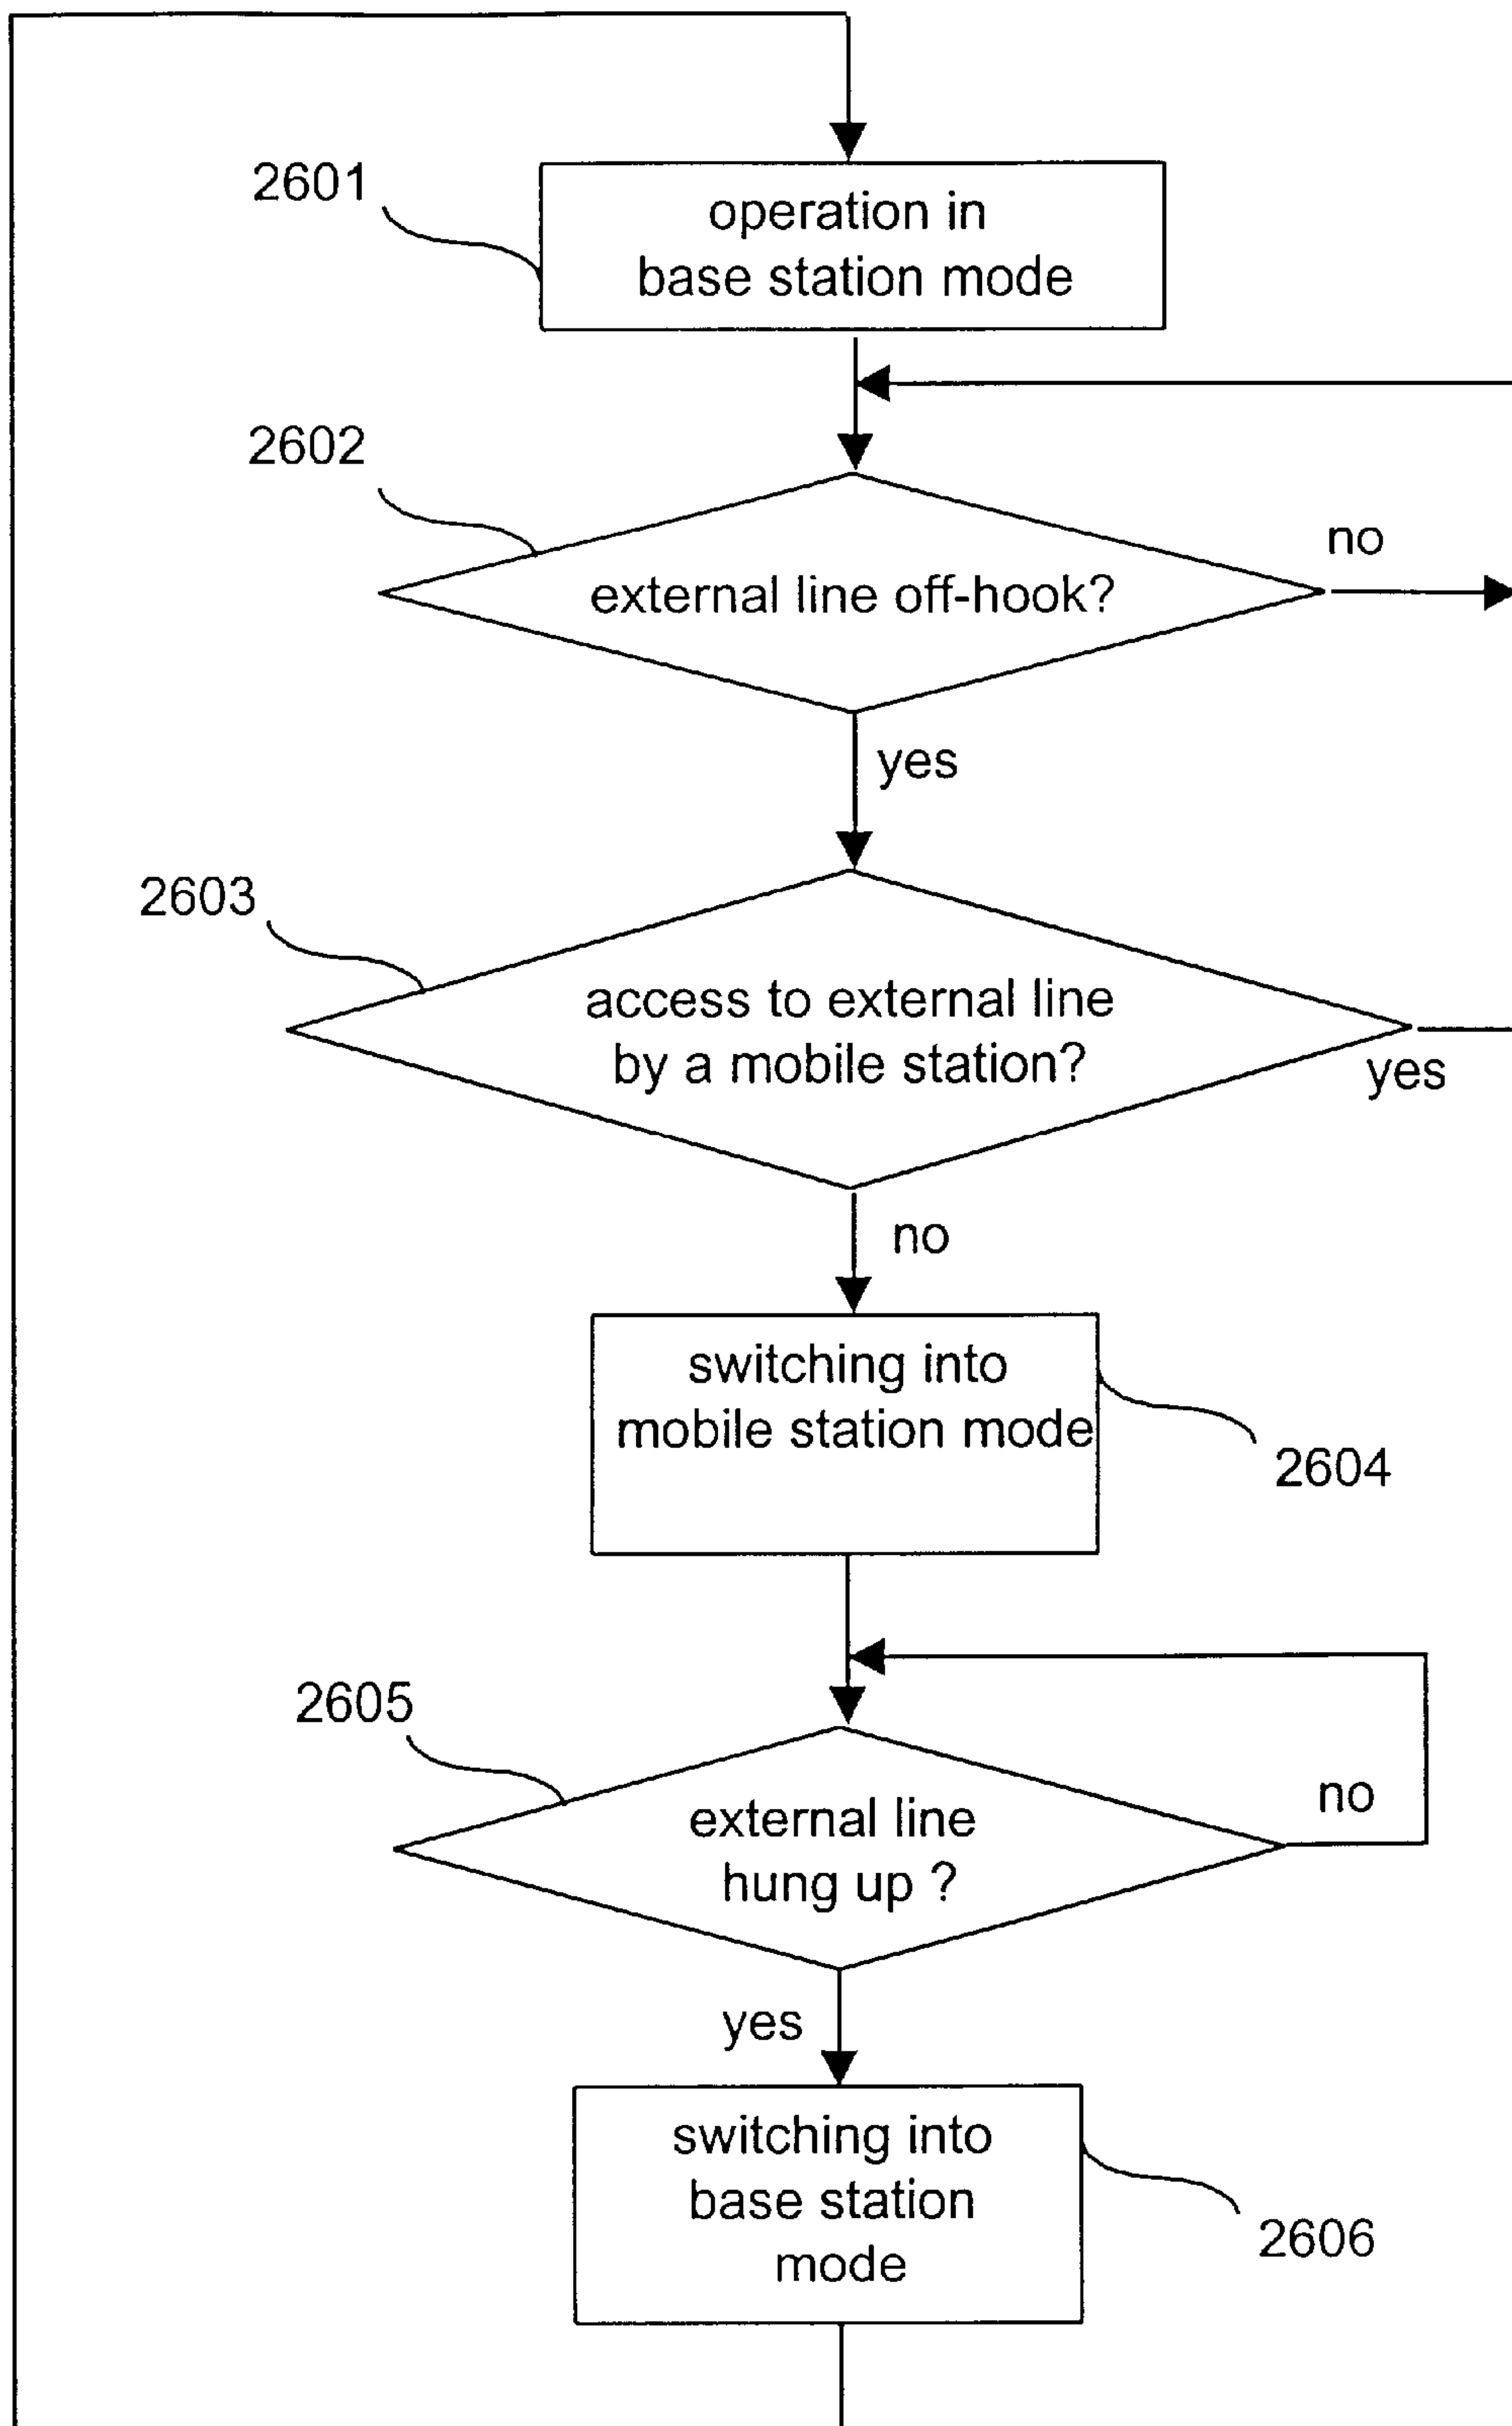 2601
operation in
base station mode
2602
external line off-hook?
no
yes
2603
access to external line
by a mobile station?
yes
no
switching into
mobile station mode
2604
2605
external line
hung up ?
no
yes
switching into
base station
mode
2606